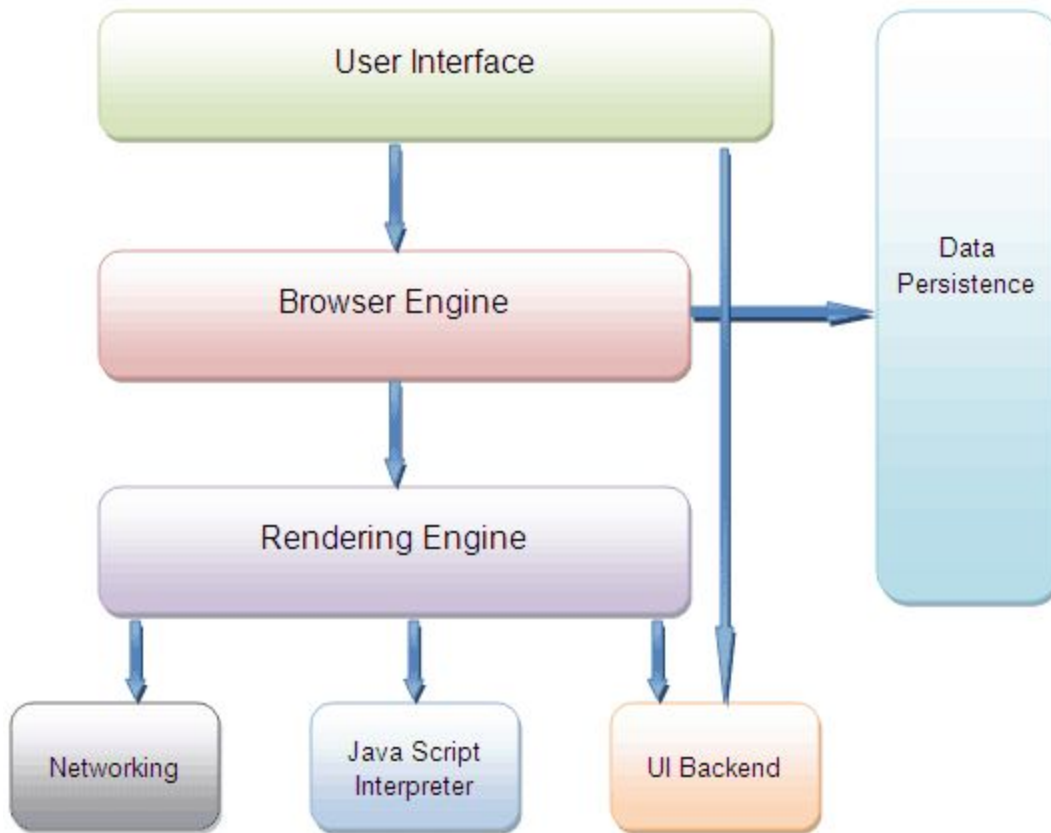 User Interface
Browser Engine
Data
Persistence
Rendering Engine
Networking
Java Script
Interpreter
UI Backend